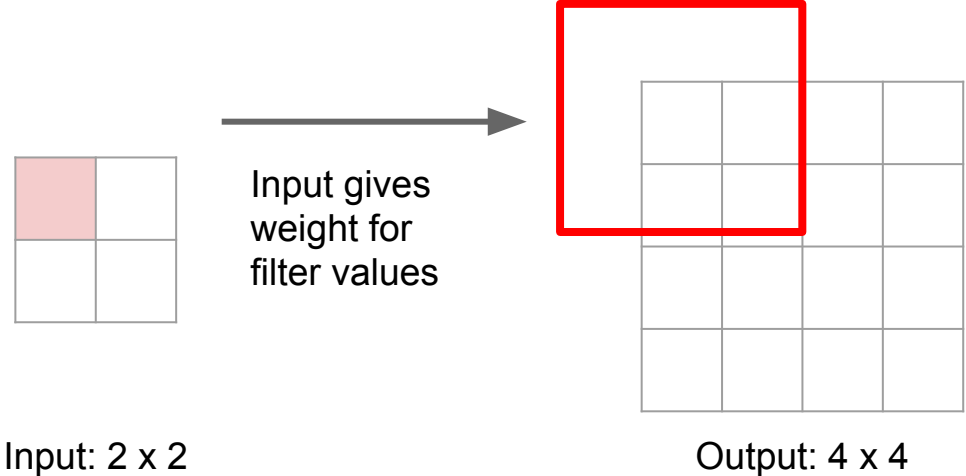 Input gives
weight for
filter values
Input: 2 x 2
Output: 4 x 4